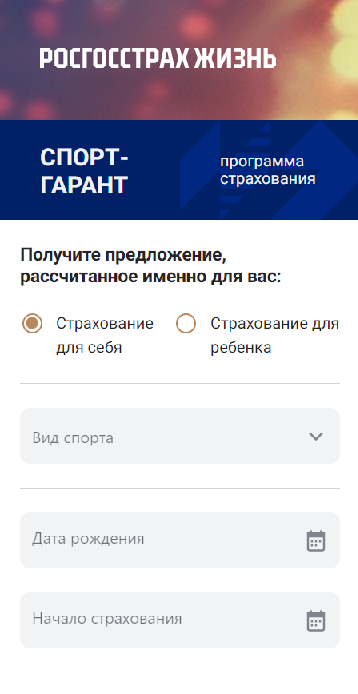 РОСГОССТРАХ ЖИЗНЬ
СПОРТ-
ГАРАНТ
программа
страхования
Получите предложение,
рассчитанное именно для вас:
Страхование
для себя
Страхование для
ребенка
Вид спорта
Дата рождения
Начало страхования